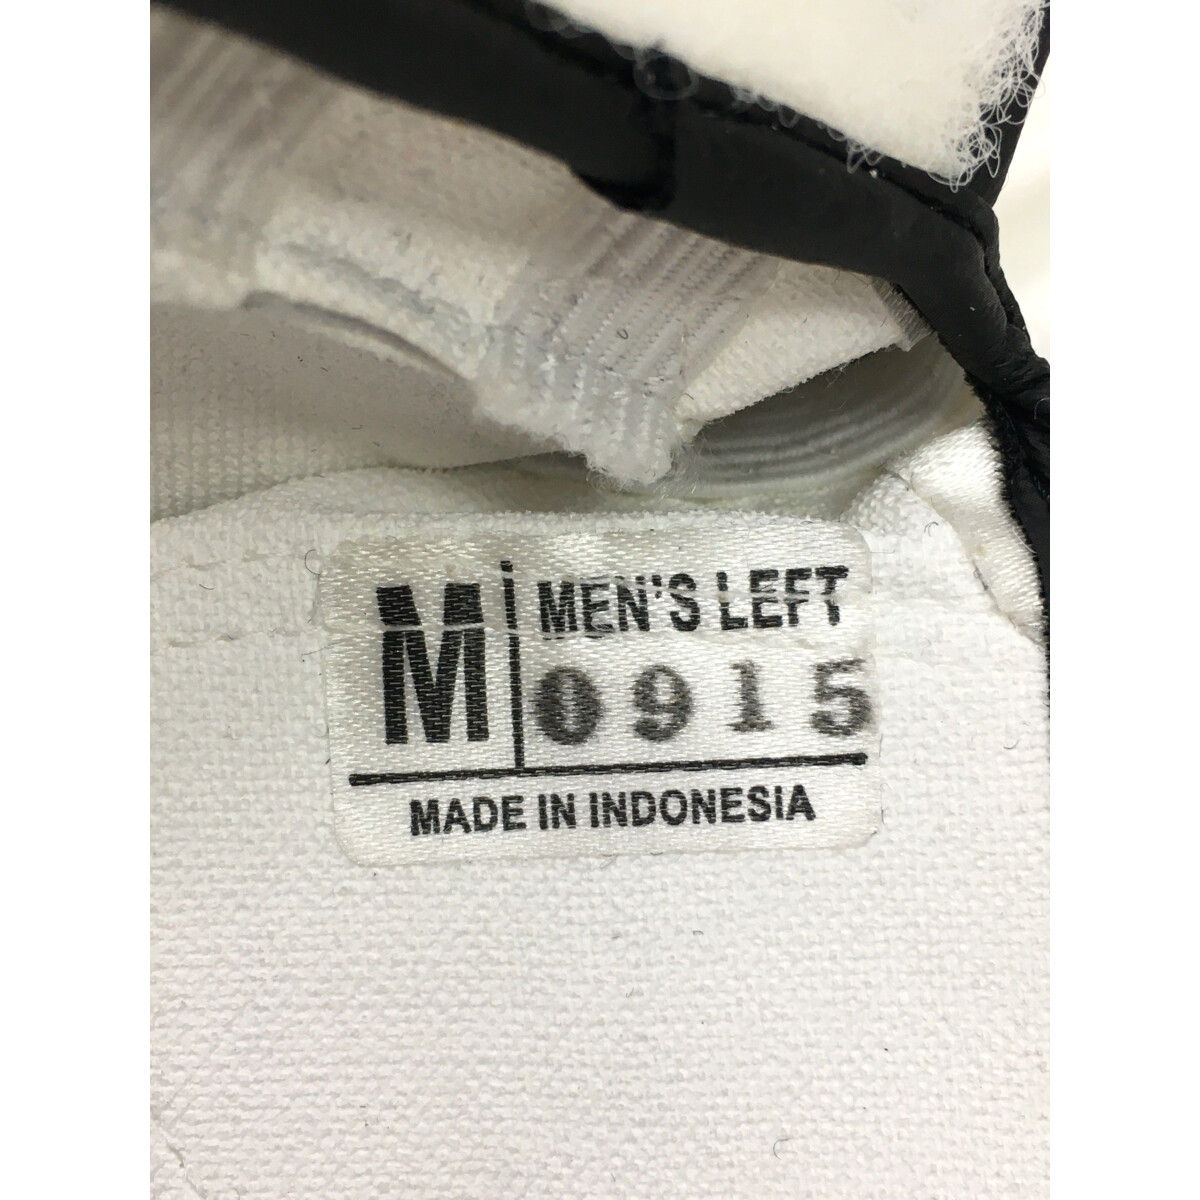 M
MEN'S LEFT
0915
MADE IN INDONESIA